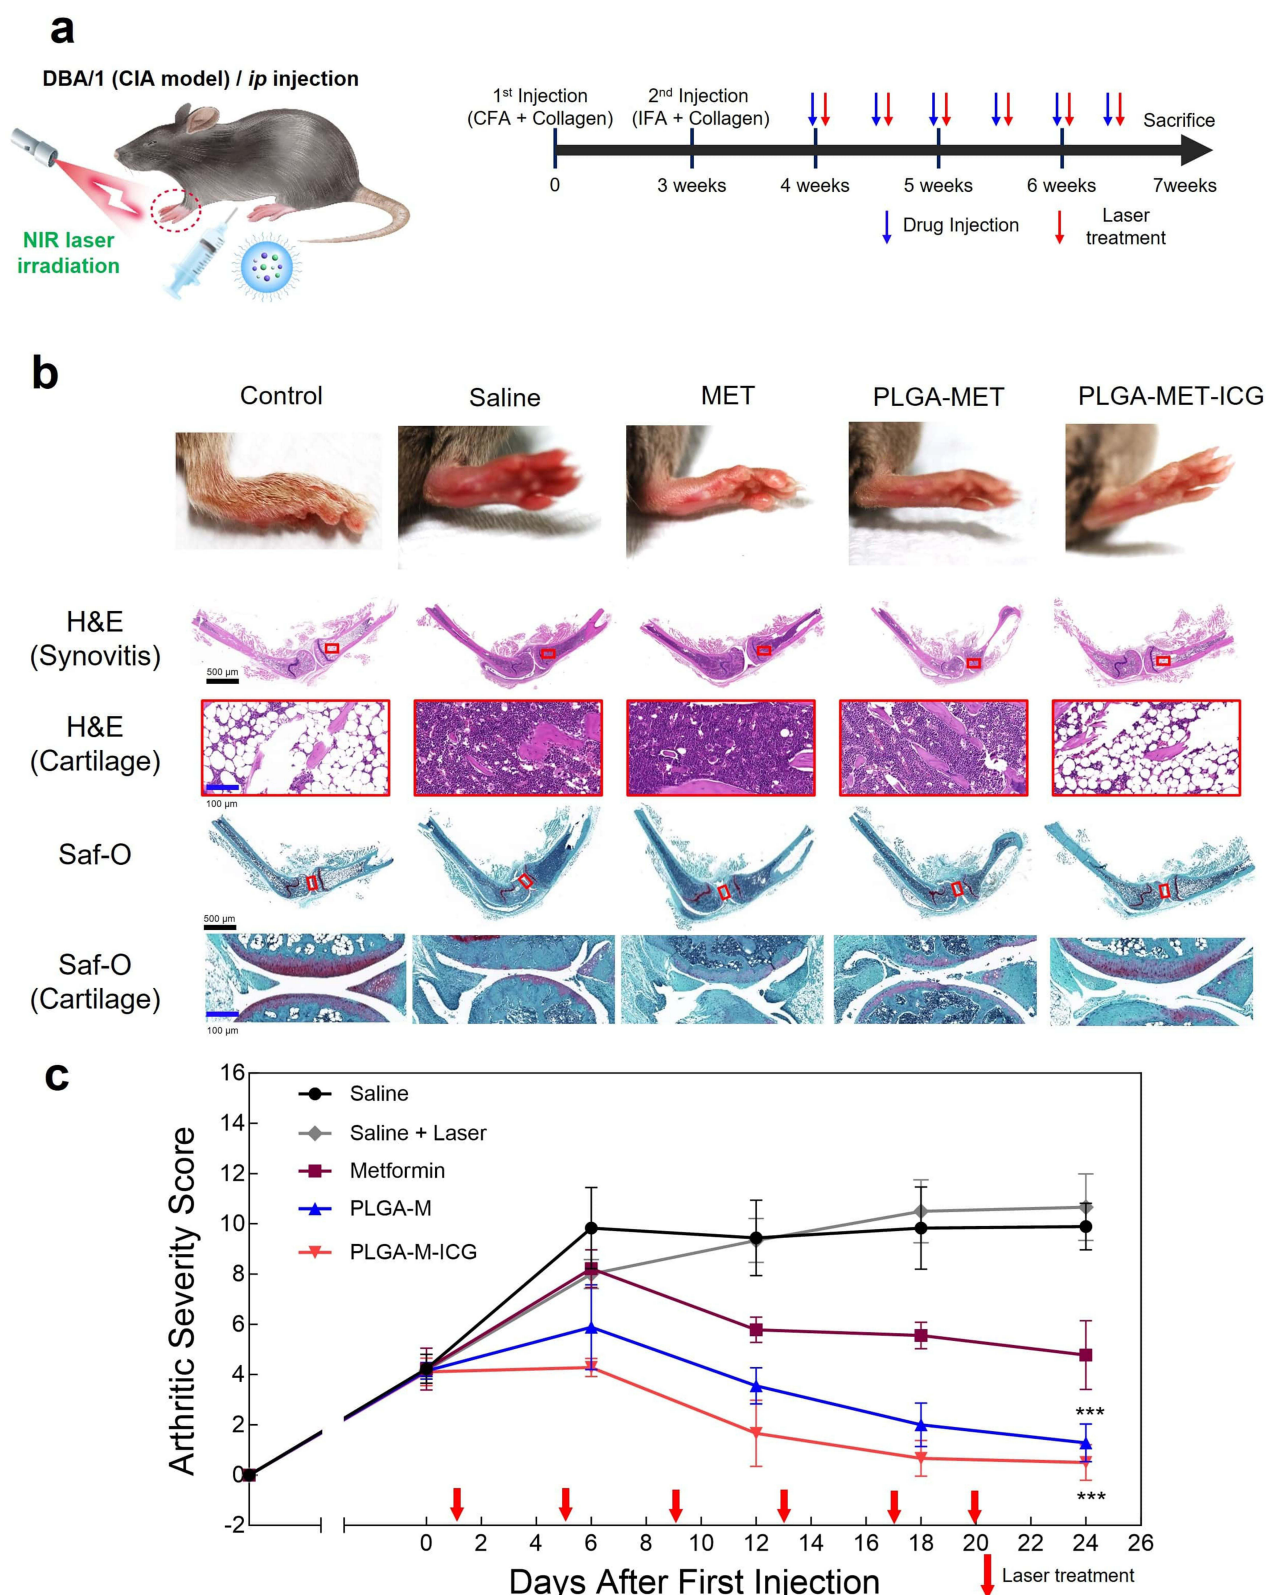 a
DBA/1 (CIA model) / ip injection
NIR laser
irradiation
1st Injection
(CFA + Collagen)
2nd Injection
(IFA + Collagen)
Sacrifice
0
3 weeks
4 weeks
5 weeks
6 weeks
7weeks
Drug Injection
Laser
treatment
b
Control
Saline
MET
PLGA-MET
PLGA-MET-ICG
H&E
(Synovitis)
500 µm
H&E
(Cartilage)
100 µm
Saf-O
500 µm
Saf-O
(Cartilage)
100 µm
c
Arthritic Severity Score
16
14
12
10
8
6
4
2
0
-2
Saline
Saline + Laser
Metformin
PLGA-M
PLGA-M-ICG
***
***
0 2 4 6 8 10 12 14 16 18 20 22 24 26
Days After First Injection
Laser treatment